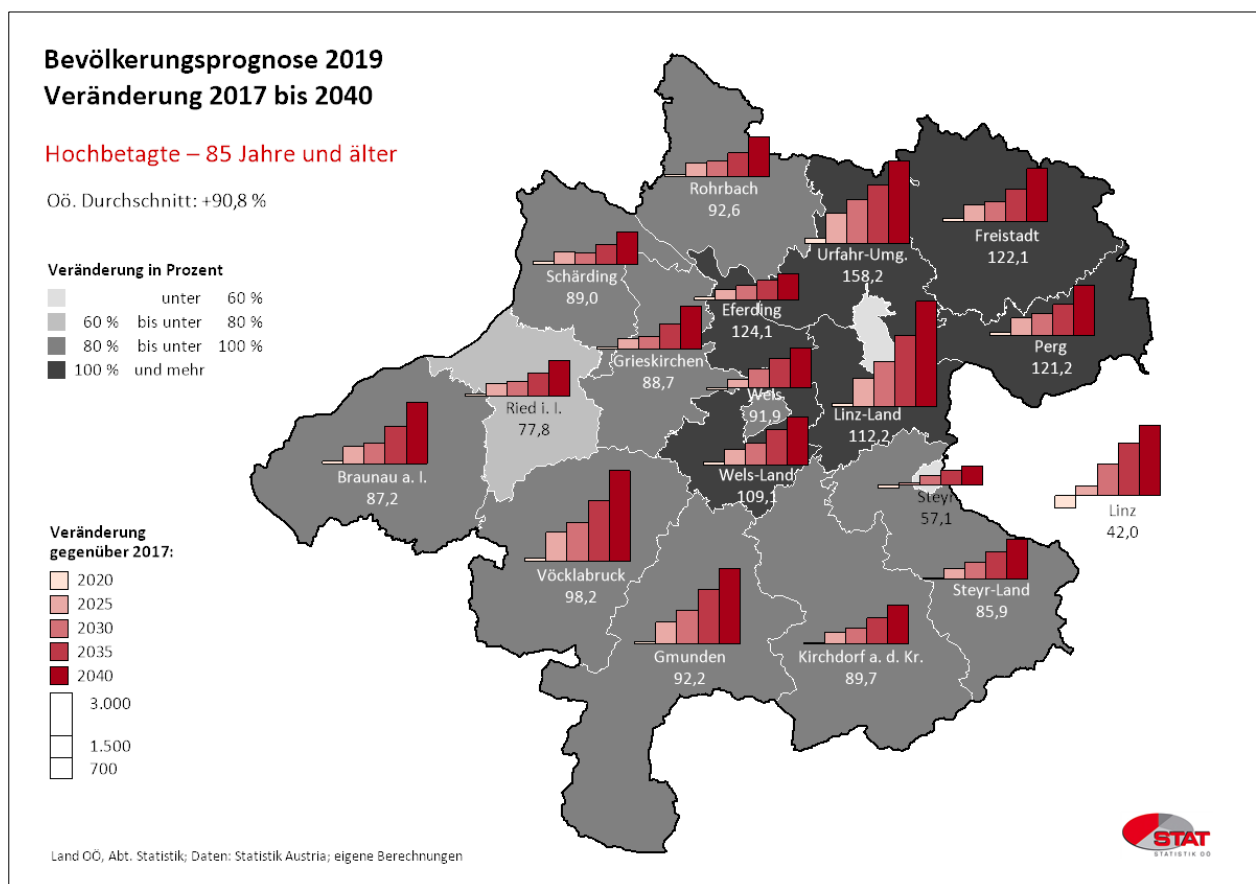 Bevölkerungsprognose 2019
Veränderung 2017 bis 2040
Hochbetagte – 85 Jahre und älter
Oö. Durchschnitt: +90,8 %
Veränderung in Prozent
unter 60 %
60 % bis unter 80 %
80 % bis unter 100 %
100 % und mehr
Rohrbach
92,6
Freistadt
122,1
Urfahr-Umg.
158,2
Schärding
89,0
Eferding
124,1
Perg
121,2
Grieskirchen
88,7
Wels
91,9
Ried i. I.
77,8
Linz-Land
112,2
Braunau a. I.
87,2
Wels-Land
109,1
Steyr
57,1
Linz
42,0
Vöcklabruck
98,2
Steyr-Land
85,9
Gmunden
92,2
Kirchdorf a. d. Kr.
89,7
Veränderung
gegenüber 2017:
2020
2025
2030
2035
2040
3.000
1.500
700
Land OÖ, Abt. Statistik; Daten: Statistik Austria; eigene Berechnungen
STAT
STATISTIK OÖ